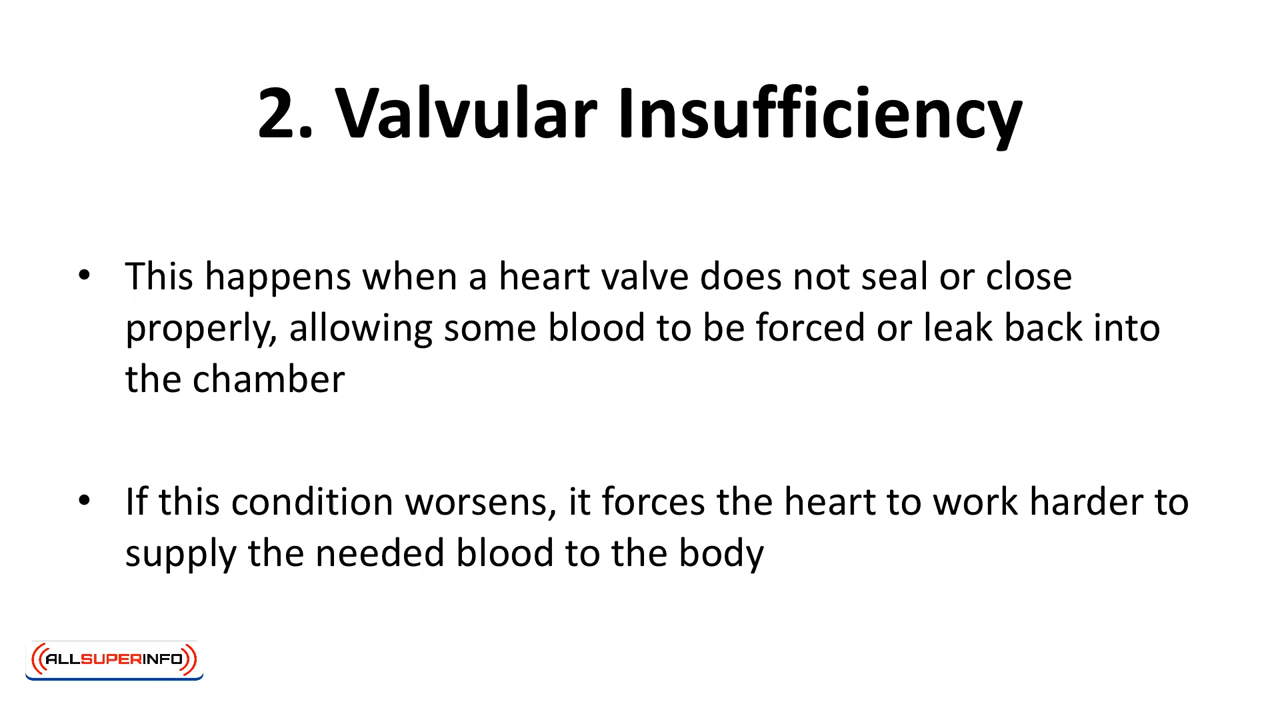 2. Valvular Insufficiency
• This happens when a heart valve does not seal or close
properly, allowing some blood to be forced or leak back into
the chamber
• If this condition worsens, it forces the heart to work harder to
supply the needed blood to the body
ALLSUPERINFO